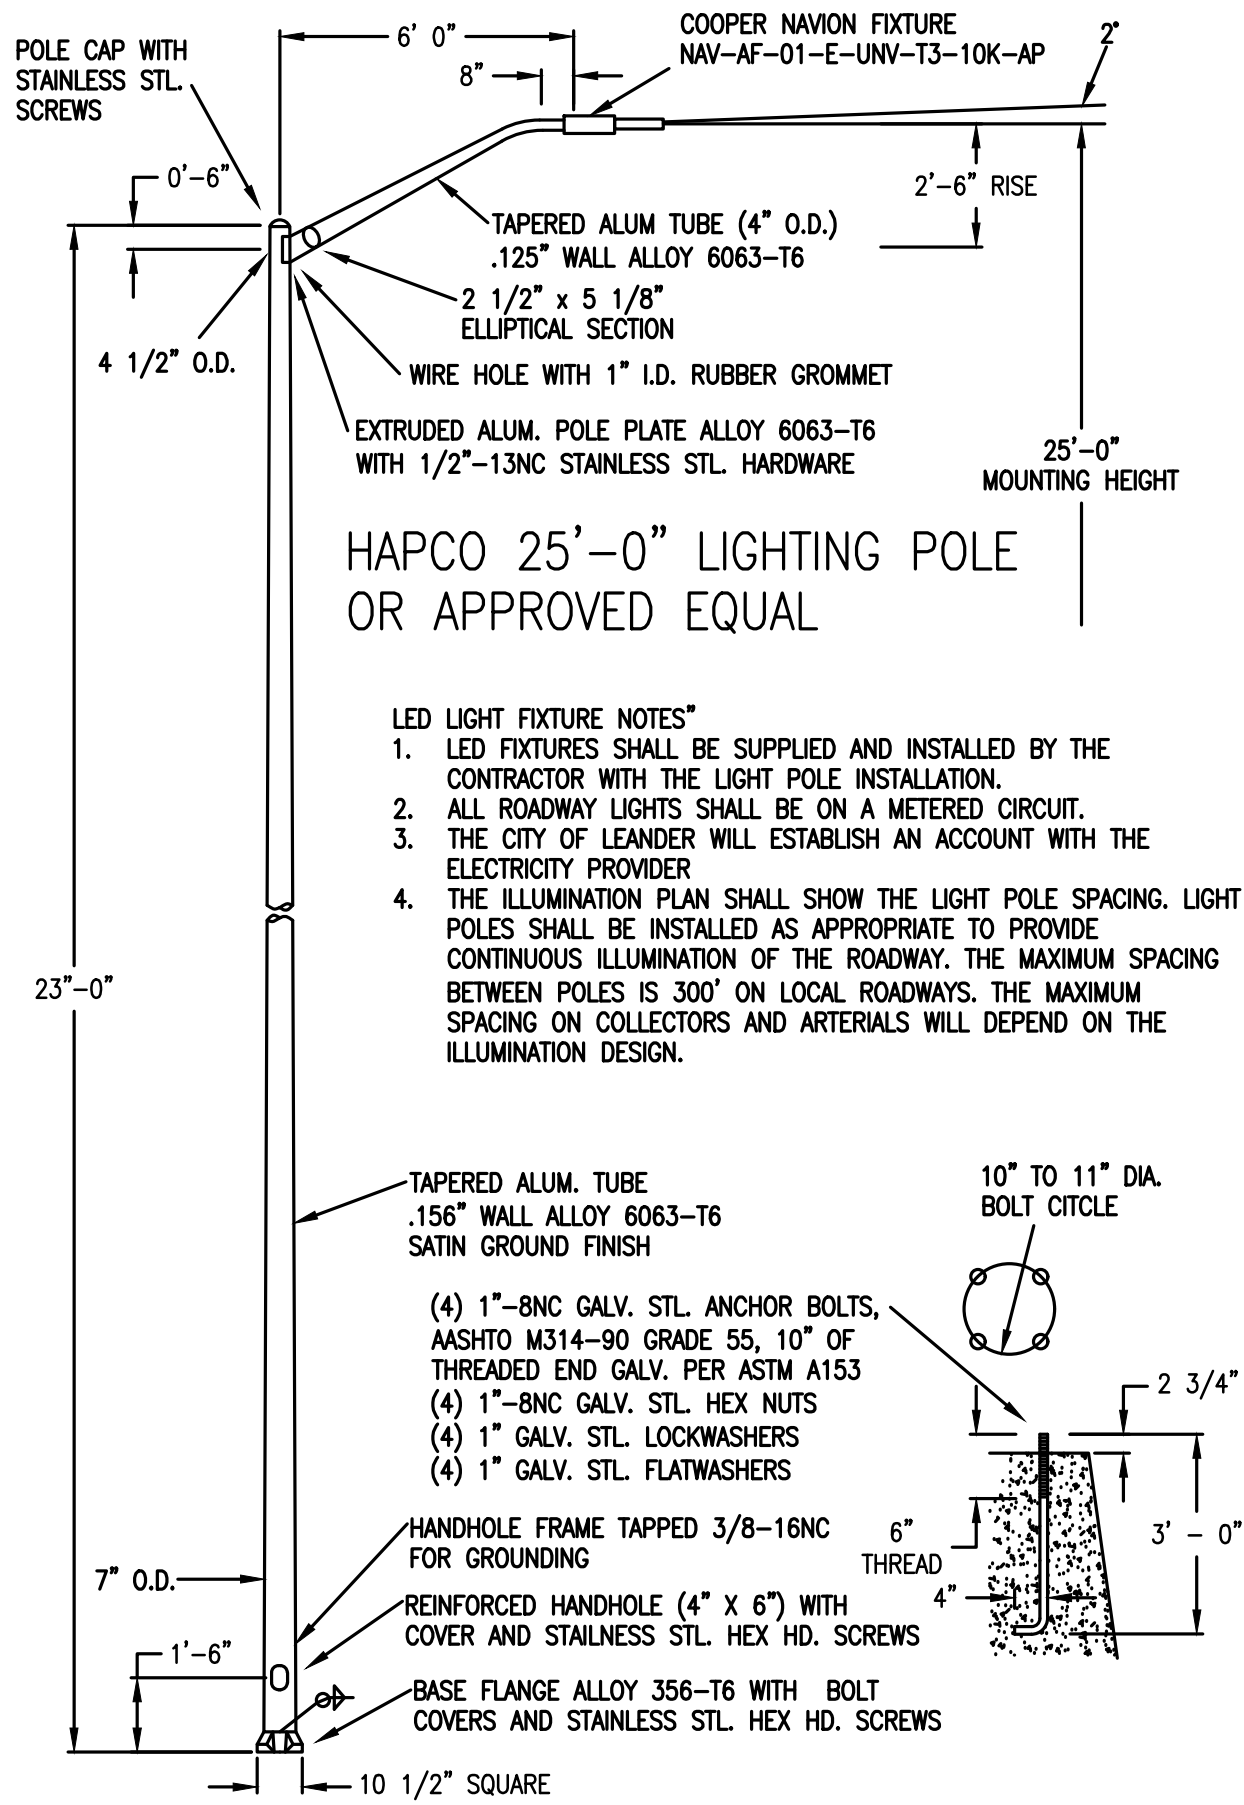 6' 0"
8"
COOPER NAVION FIXTURE
NAV-AF-01-E-UNV-T3-10K-AP
2°
POLE CAP WITH
STAINLESS STL.
SCREWS
0'-6"
2'-6" RISE
TAPERED ALUM TUBE (4" O.D.)
.125" WALL ALLOY 6063-T6
2 1/2" x 5 1/8"
ELLIPTICAL SECTION
4 1/2" O.D.
WIRE HOLE WITH 1" I.D. RUBBER GROMMET
EXTRUDED ALUM. POLE PLATE ALLOY 6063-T6
WITH 1/2"-13NC STAINLESS STL. HARDWARE
25'-0"
MOUNTING HEIGHT
HAPCO 25'-0" LIGHTING POLE
OR APPROVED EQUAL
LED LIGHT FIXTURE NOTES"
1. LED FIXTURES SHALL BE SUPPLIED AND INSTALLED BY THE
CONTRACTOR WITH THE LIGHT POLE INSTALLATION.
2. ALL ROADWAY LIGHTS SHALL BE ON A METERED CIRCUIT.
3. THE CITY OF LEANDER WILL ESTABLISH AN ACCOUNT WITH THE
ELECTRICITY PROVIDER
4. THE ILLUMINATION PLAN SHALL SHOW THE LIGHT POLE SPACING. LIGHT
POLES SHALL BE INSTALLED AS APPROPRIATE TO PROVIDE
CONTINUOUS ILLUMINATION OF THE ROADWAY. THE MAXIMUM SPACING
BETWEEN POLES IS 300' ON LOCAL ROADWAYS. THE MAXIMUM
SPACING ON COLLECTORS AND ARTERIALS WILL DEPEND ON THE
ILLUMINATION DESIGN.
23"-0"
TAPERED ALUM. TUBE
.156" WALL ALLOY 6063-T6
SATIN GROUND FINISH
10" TO 11" DIA.
BOLT CITCLE
(4) 1"-8NC GALV. STL. ANCHOR BOLTS,
AASHTO M314-90 GRADE 55, 10" OF
THREADED END GALV. PER ASTM A153
(4) 1"-8NC GALV. STL. HEX NUTS
(4) 1" GALV. STL. LOCKWASHERS
(4) 1" GALV. STL. FLATWASHERS
2 3/4"
6"
THREAD
3' - 0"
4"
HANDHOLE FRAME TAPPED 3/8-16NC
FOR GROUNDING
7" O.D.
REINFORCED HANDHOLE (4" X 6") WITH
COVER AND STAILNESS STL. HEX HD. SCREWS
1'-6"
BASE FLANGE ALLOY 356-T6 WITH BOLT
COVERS AND STAINLESS STL. HEX HD. SCREWS
10 1/2" SQUARE